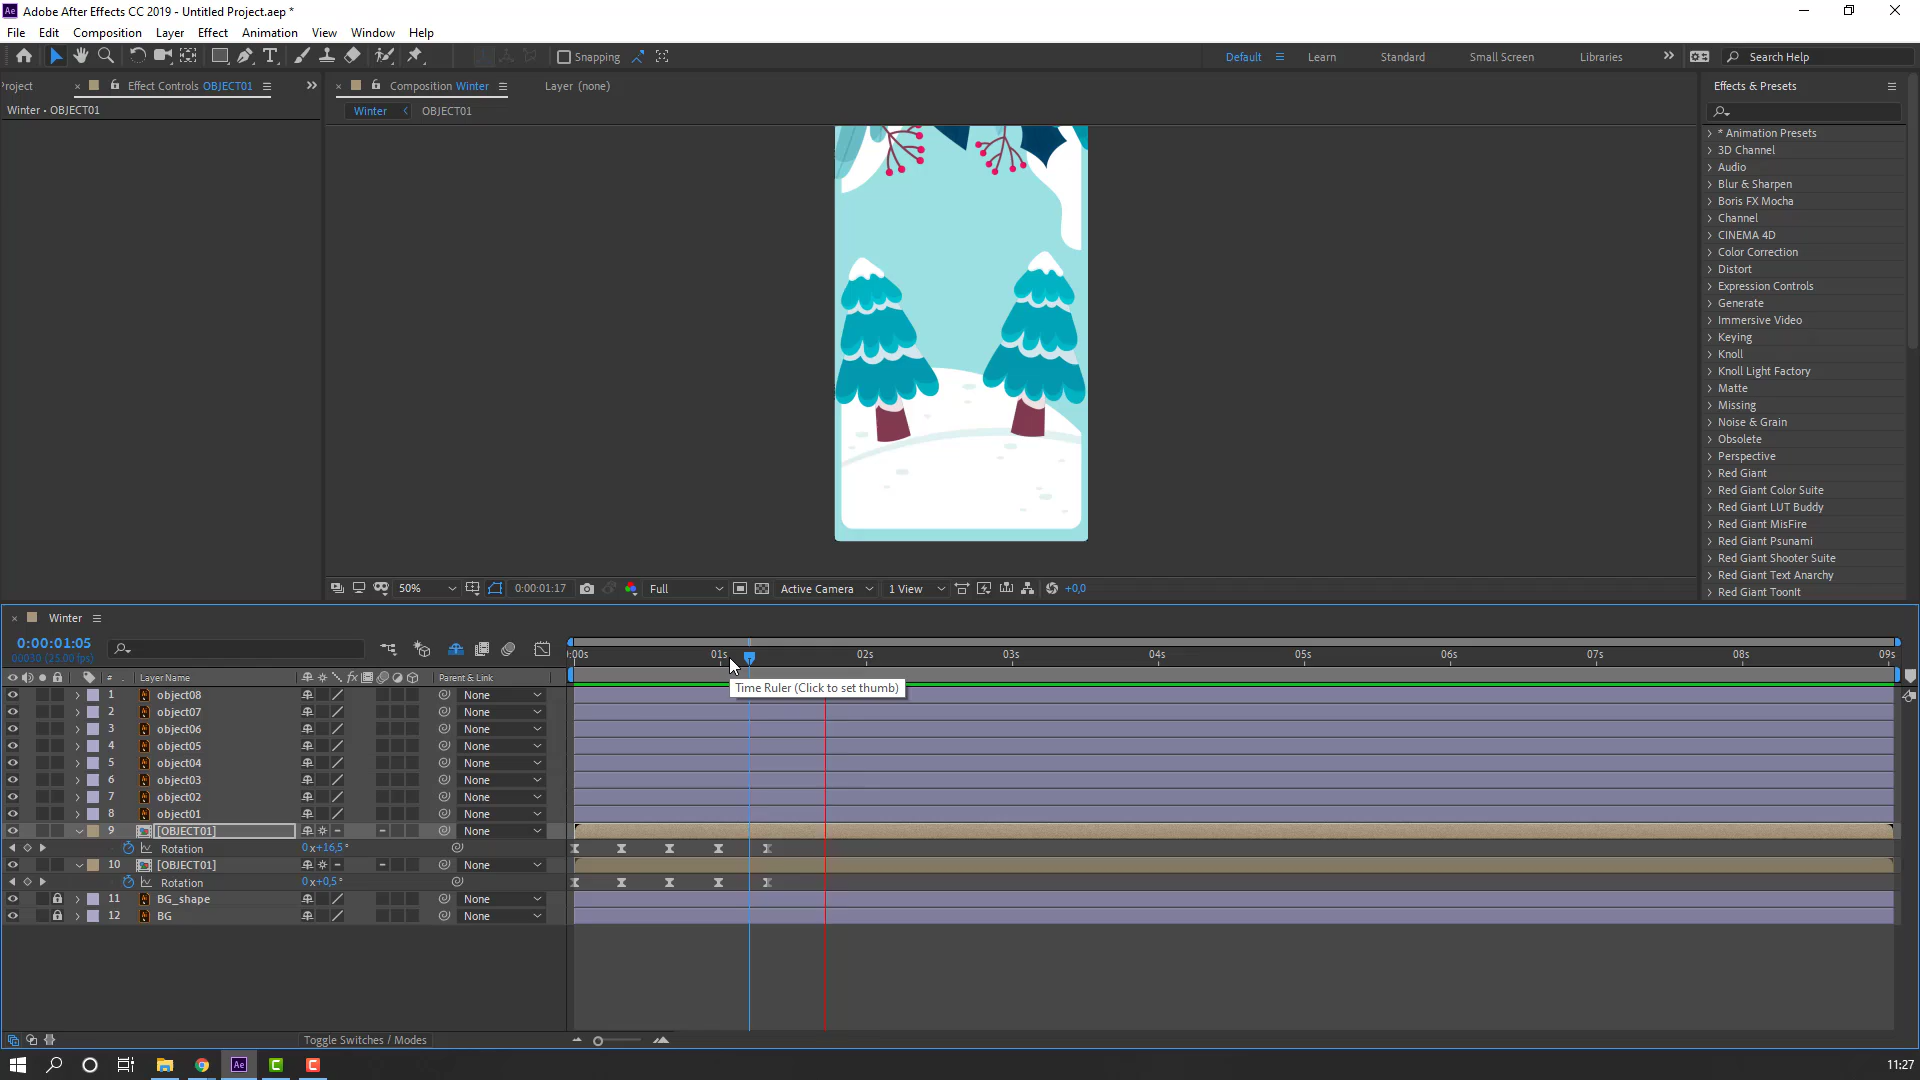 Adobe After Effects CC 2019 - Untitled Project.aep *
File Edit Composition Layer Effect Animation View Window Help
Snapping
Default Learn Standard Small Screen Libraries
Search Help
roject
Effect Controls OBJECT01
Composition Winter
Layer (none)
Effects & Presets
Winter • OBJECT01
Winter OBJECT01
* Animation Presets
3D Channel
Audio
Blur & Sharpen
Boris FX Mocha
Channel
CINEMA 4D
Color Correction
Distort
Expression Controls
Generate
Immersive Video
Keying
Knoll
Knoll Light Factory
Matte
Missing
Noise & Grain
Obsolete
Perspective
Red Giant
Red Giant Color Suite
Red Giant LUT Buddy
Red Giant MisFire
Red Giant Psunami
Red Giant Shooter Suite
Red Giant Text Anarchy
Red Giant ToonIt
50% 0:00:01:17 Full Active Camera 1 View +0,0
Winter
0:00:01:05
00030 (25.00 fps)
:00s 01s 02s 03s 04s 05s 06s 07s 08s 09s
# . Layer Name fx Parent & Link
Time Ruler (Click to set thumb)
1 object08 None
2 object07 None
3 object06 None
4 object05 None
5 object04 None
6 object03 None
7 object02 None
8 object01 None
9 [OBJECT01] None
Rotation 0x+16,5°
10 [OBJECT01] None
Rotation 0x+0,5°
11 BG_shape None
12 BG None
Toggle Switches / Modes
Ae
11:27